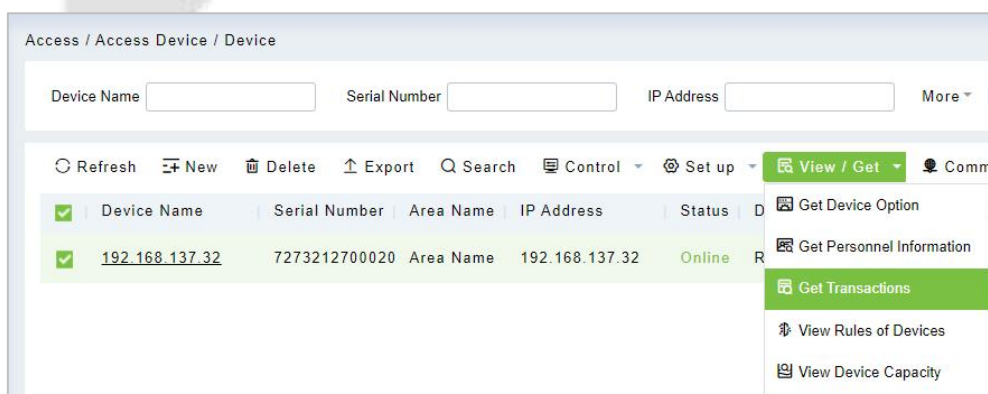 Access / Access Device / Device
Device Name Serial Number IP Address More
Refresh New Delete Export Search Control Set up View / Get Comm
Device Name Serial Number Area Name IP Address Status D
192.168.137.32 7273212700020 Area Name 192.168.137.32 Online R
Get Device Option
Get Personnel Information
Get Transactions
View Rules of Devices
View Device Capacity